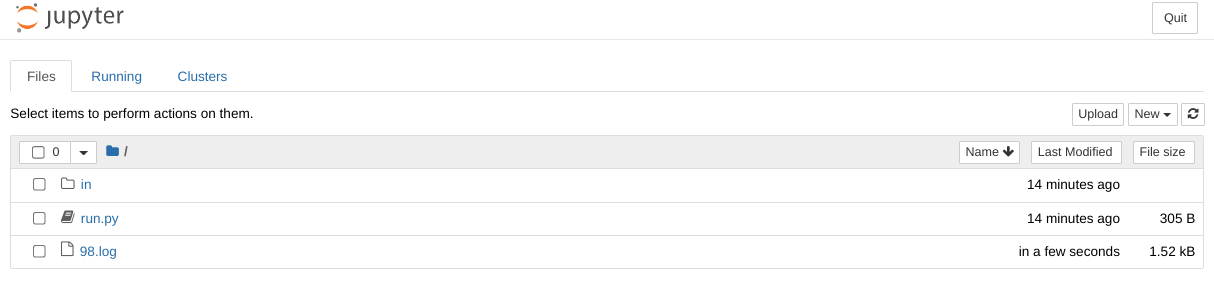 jupyter Quit
Files Running Clusters
Select items to perform actions on them. Upload New
0 / Name Last Modified File size
in 14 minutes ago
run.py 14 minutes ago 305 B
98.log in a few seconds 1.52 kB